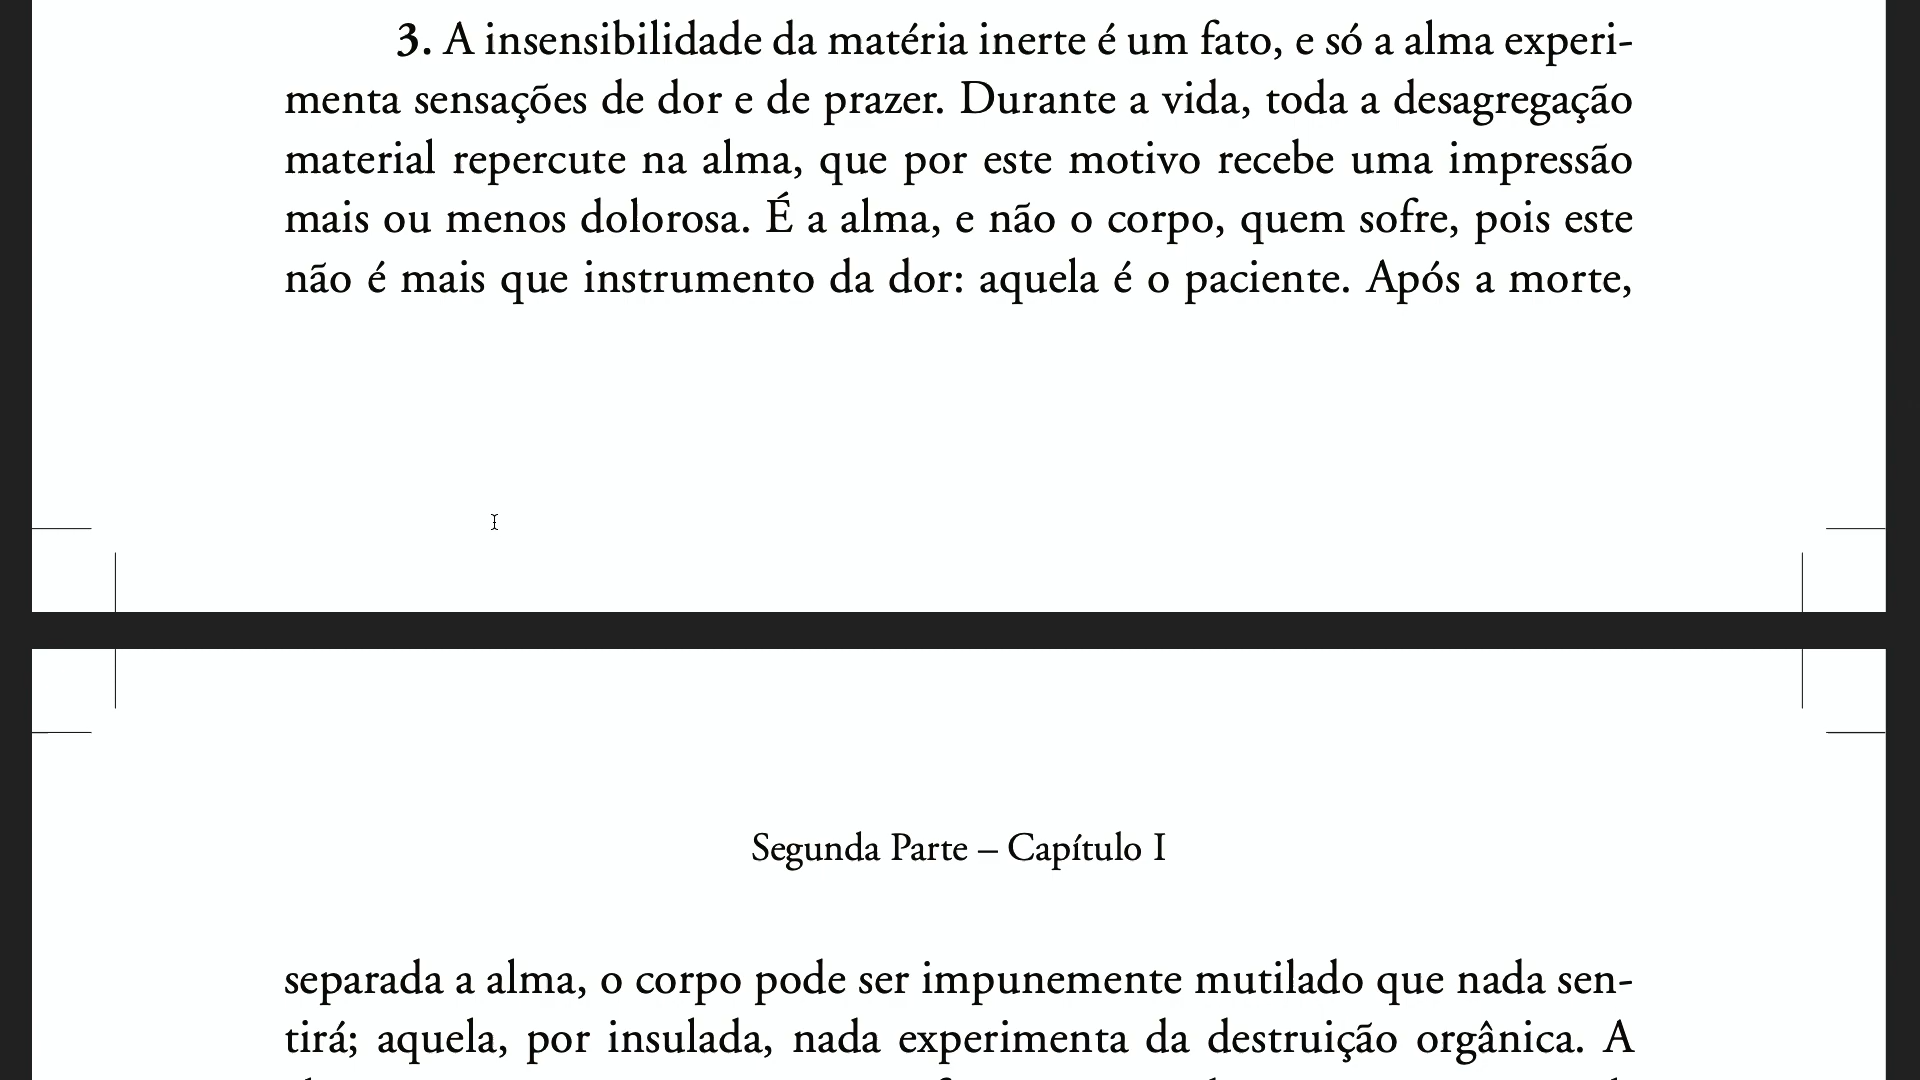 3. A insensibilidade da matéria inerte é um fato, e só a alma experi-
menta sensações de dor e de prazer. Durante a vida, toda a desagregação
material repercute na alma, que por este motivo recebe uma impressão
mais ou menos dolorosa. É a alma, e não o corpo, quem sofre, pois este
não é mais que instrumento da dor: aquela é o paciente. Após a morte,
Segunda Parte – Capítulo I
separada a alma, o corpo pode ser impunemente mutilado que nada sen-
tirá; aquela, por insulada, nada experimenta da destruição orgânica. A